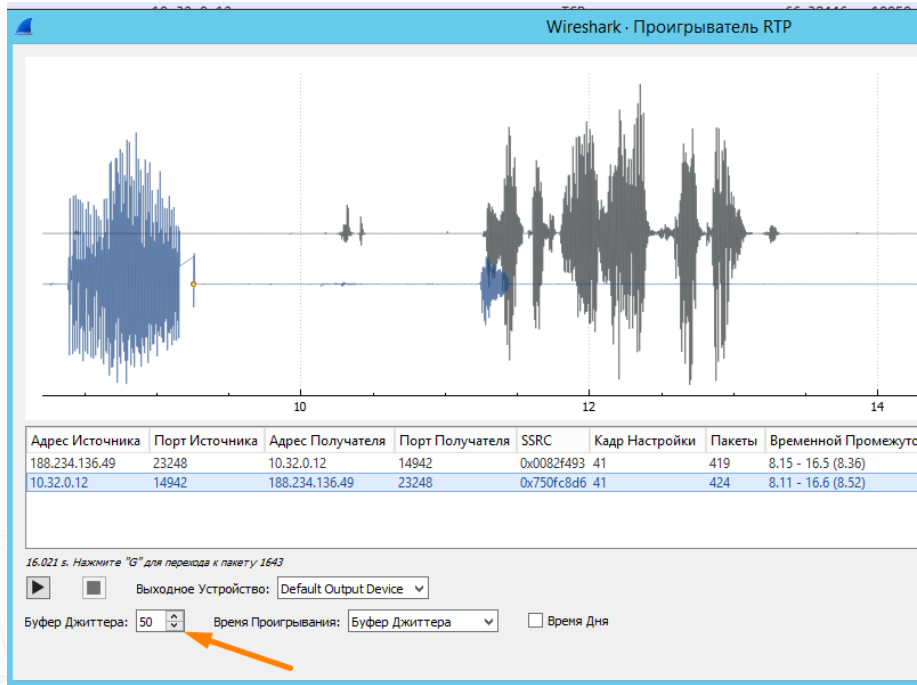 Wireshark · Проигрыватель RTP
10 12 14
Адрес Источника Порт Источника Адрес Получателя Порт Получателя SSRC Кадр Настройки Пакеты Временной Промежуто
188.234.136.49 23248 10.32.0.12 14942 0x0082f493 41 419 8.15 - 16.5 (8.36)
10.32.0.12 14942 188.234.136.49 23248 0x750fc8d6 41 424 8.11 - 16.6 (8.52)
16.021 s. Нажмите "G" для перехода к пакету 1643
Выходное Устройство: Default Output Device
Буфер Джиттера: 50 Время Проигрывания: Буфер Джиттера Время Дня